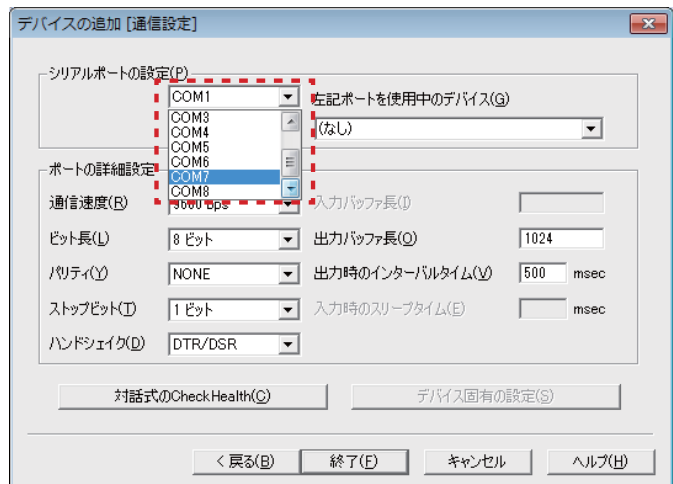 デバイスの追加 [通信設定]
シリアルポートの設定(P)
COM1
左記ポートを使用中のデバイス(G)
COM3
(なし)
COM4
COM5
COM6
COM7
COM8
ポートの詳細設定
通信速度(R) 9600 bps 入力バッファ長(I)
ビット長(L) 8 ビット 出力バッファ長(O) 1024
パリティ(Y) NONE 出力時のインターバルタイム(V) 500 msec
ストップビット(T) 1 ビット 入力時のスリープタイム(E) msec
ハンドシェイク(D) DTR/DSR
対話式のCheckHealth(C) デバイス固有の設定(S)
< 戻る(B) 終了(F) キャンセル ヘルプ(H)